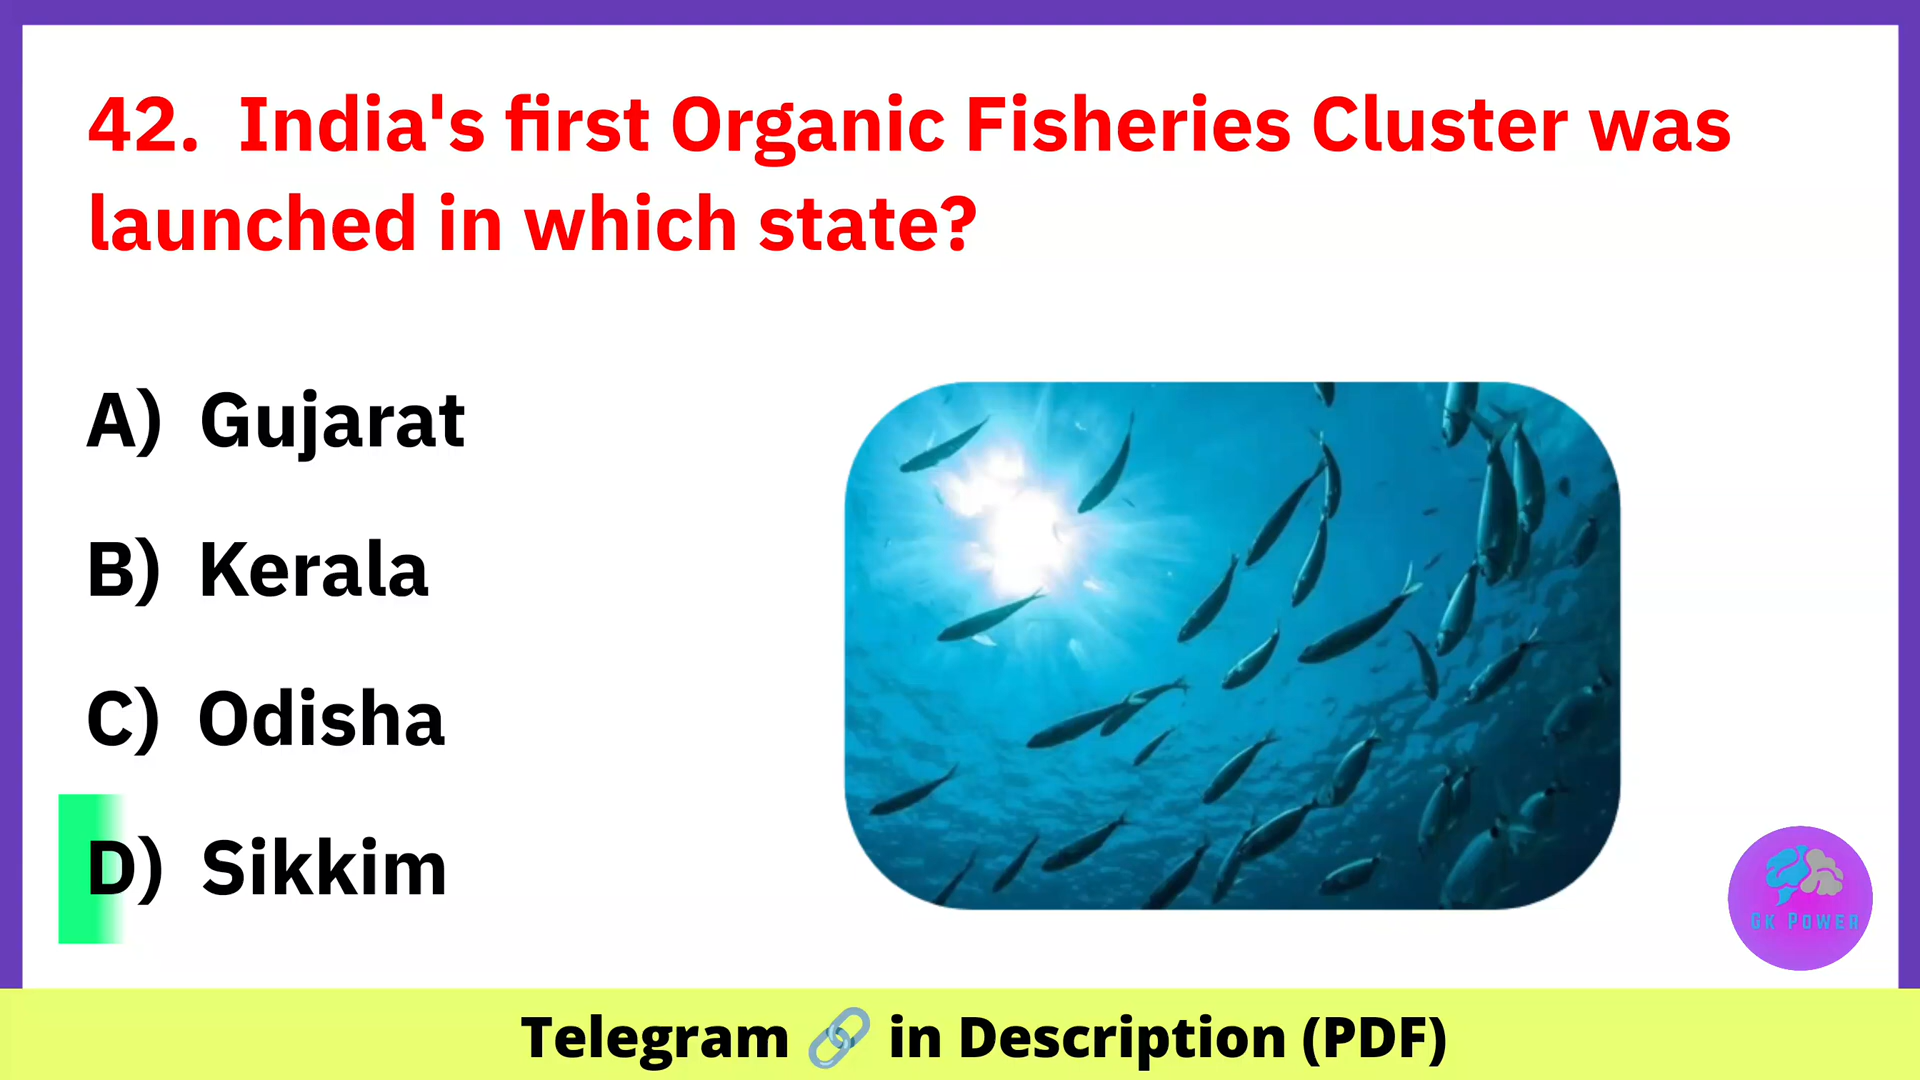 42. India's first Organic Fisheries Cluster was
launched in which state?
A) Gujarat
B) Kerala
C) Odisha
D) Sikkim
GK POWER
Telegram 🔗 in Description (PDF)